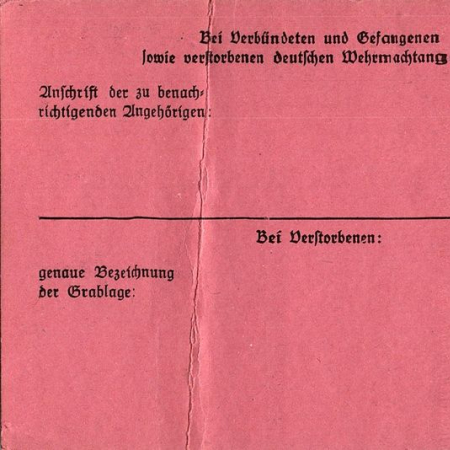 Bei Verbündeten und Gefangenen
sowie verstorbenen deutschen Wehrmachtang
Anschrift der zu benach-
richtigenden Angehörigen:
Bei Verstorbenen:
genaue Bezeichnung
der Grablage: